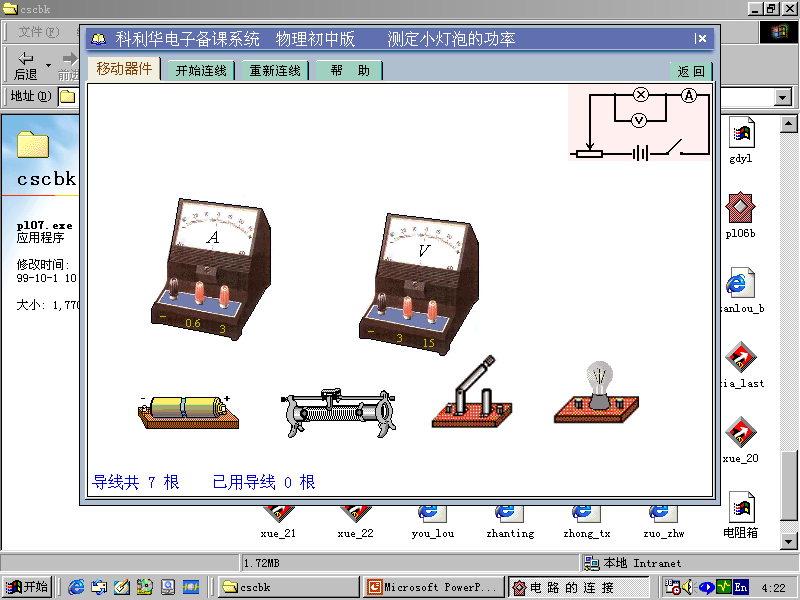 cscbk
科利华电子备课系统 物理初中版 测定小灯泡的功率
文件(F)
移动器件 开始连线 重新连线 帮 助 返 回
后退 前进
地址(D)
X A
V
cscbk
gdyl
pl07.exe
应用程序
修改时间:
99-10-1 10
大小: 1,770
pl06b
A
V
- 0.6 3
- 3 15
anlou_b
ia_last
- +
xue_20
导线共 7 根 已用导线 0 根
xue_21 xue_22 you_lou zhanting zhong_tx zuo_zhw 电阻箱
1.72MB 本地 Intranet
开始 cscbk Microsoft PowerP... 电 路 的 连 接 En 4:22